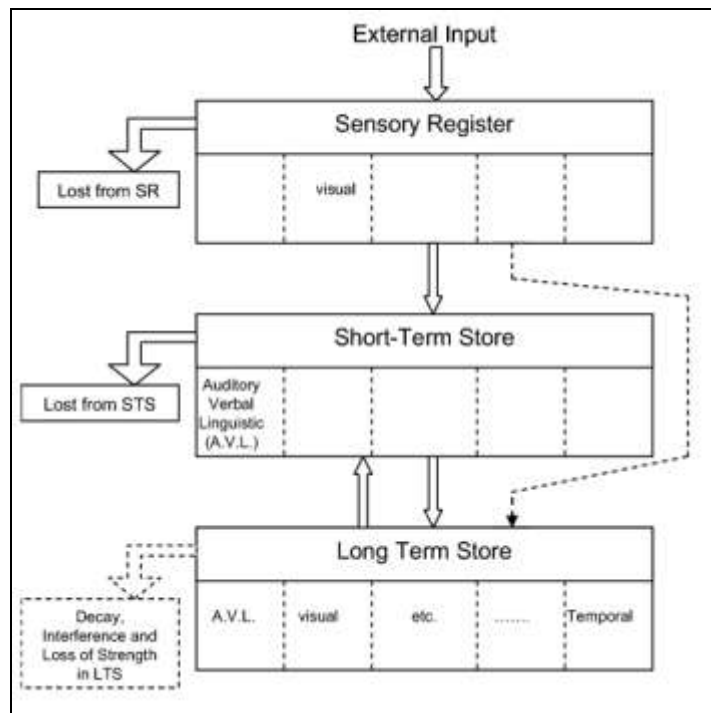 External Input
Sensory Register
Lost from SR
visual
Short-Term Store
Lost from STS
Auditory
Verbal
Linguistic
(A.V.L.)
Long Term Store
Decay,
Interference and
Loss of Strength
in LTS
A.V.L.
visual
etc.
.......
Temporal